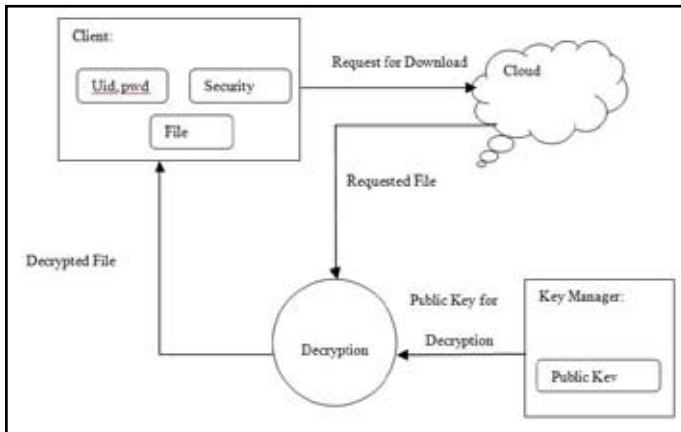 Client:
Uid, pwd
Security
File
Request for Download
Cloud
Requested File
Decrypted File
Public Key for
Decryption
Key Manager:
Public Key
Decryption